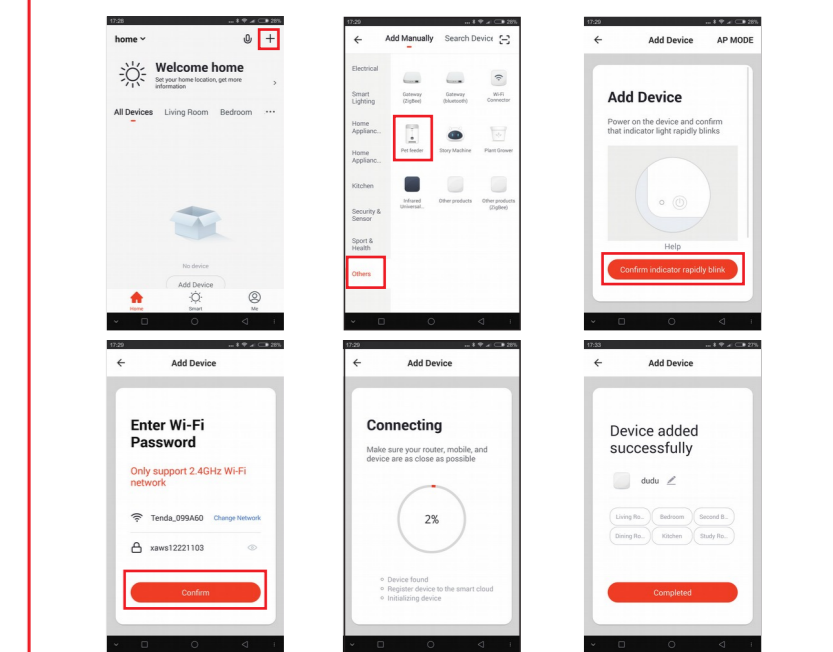 17:28
28%
home
+
Welcome home
Set your home location, get more
information
All Devices Living Room Bedroom ...
No device
Add Device
Home Smart Me
17:29
28%
Add Manually Search Device
Electrical
Smart
Lighting
Home
Applianc...
Home
Applianc...
Kitchen
Security &
Sensor
Sport &
Health
Others
Gateway
(ZigBee)
Gateway
(bluetooth)
Wi-Fi
Connector
Pet feeder
Story Machine
Plant Grower
Infrared
Universal...
Other products
Other products
(ZigBee)
17:29
28%
Add Device AP MODE
Add Device
Power on the device and confirm
that indicator light rapidly blinks
Help
Confirm indicator rapidly blink
17:29
28%
Add Device
Enter Wi-Fi
Password
Only support 2.4GHz Wi-Fi
network
Tenda_099A60 Change Network
xaws12221103
Confirm
17:29
28%
Add Device
Connecting
Make sure your router, mobile, and
device are as close as possible
2%
Device found
Register device to the smart cloud
Initializing device
17:33
27%
Add Device
Device added
successfully
dudu
Living Ro... Bedroom Second B...
Dining Ro... Kitchen Study Ro...
Completed